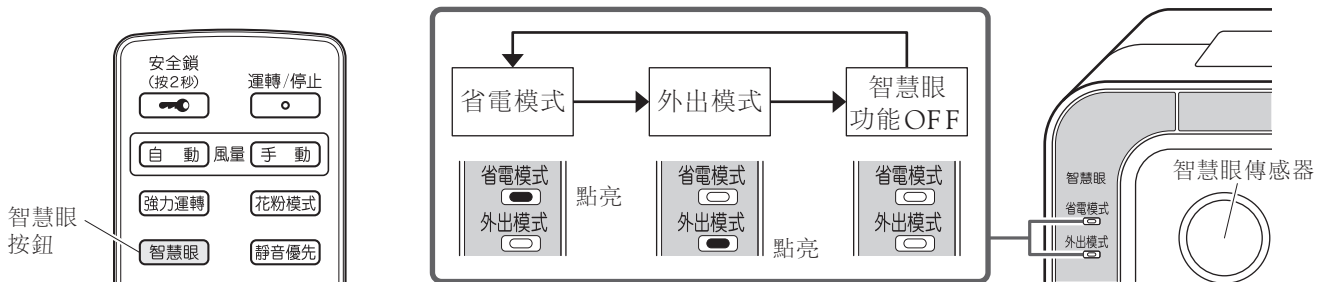 安全鎖
(按2秒)
運轉/停止
自 動 風量 手 動
強力運轉 花粉模式
智慧眼
按鈕
智慧眼 靜音優先
省電模式
外出模式
智慧眼
功能OFF
省電模式
點亮
外出模式
省電模式
外出模式
點亮
省電模式
外出模式
智慧眼
省電模式
外出模式
智慧眼傳感器